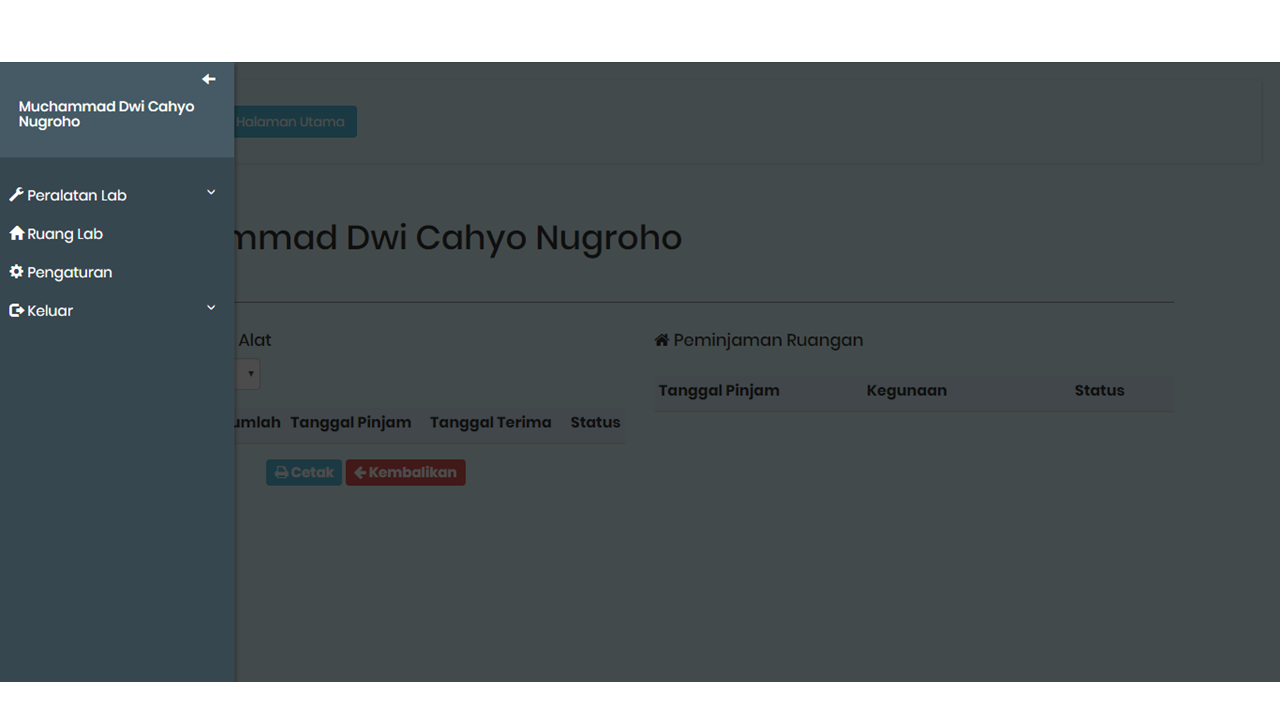 Muchammad Dwi Cahyo
Nugroho
Peralatan Lab
Ruang Lab
Pengaturan
Keluar
Halaman Utama
mmad Dwi Cahyo Nugroho
Alat
umlah Tanggal Pinjam Tanggal Terima Status
Cetak Kembalikan
Peminjaman Ruangan
Tanggal Pinjam Kegunaan Status